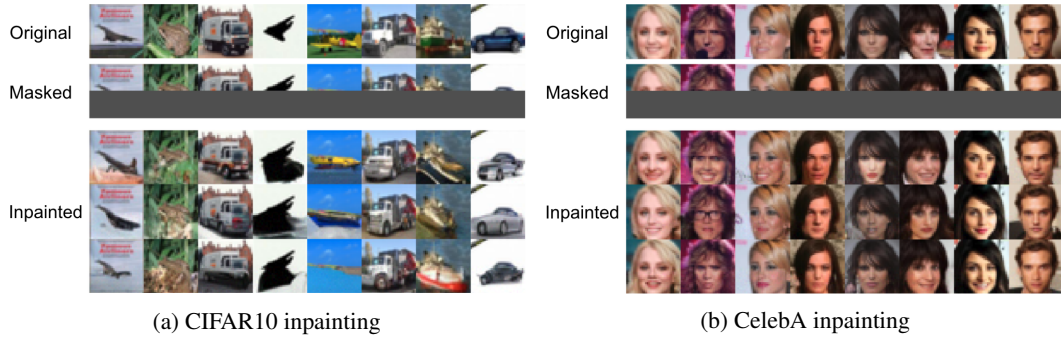 Original
Masked
Inpainted
(a) CIFAR10 inpainting
Original
Masked
Inpainted
(b) CelebA inpainting